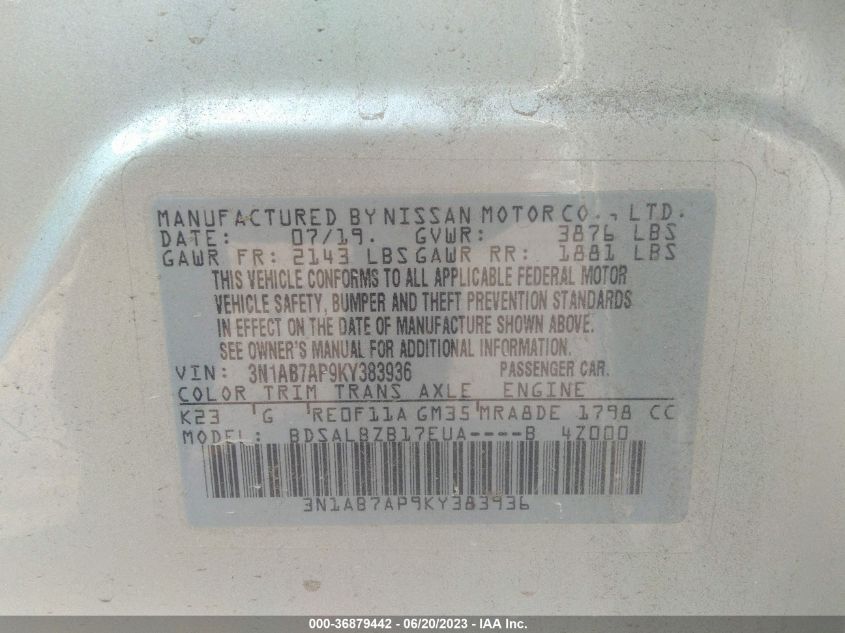 MANUFACTURED BY NISSAN MOTOR CO., LTD.
DATE: 07/19. GVWR: 3876 LBS
GAWR FR: 2143 LBS GAWR RR: 1881 LBS
THIS VEHICLE CONFORMS TO ALL APPLICABLE FEDERAL MOTOR
VEHICLE SAFETY, BUMPER AND THEFT PREVENTION STANDARDS
IN EFFECT ON THE DATE OF MANUFACTURE SHOWN ABOVE.
SEE OWNER'S MANUAL FOR ADDITIONAL INFORMATION.
VIN: 3N1AB7AP9KY383936 PASSENGER CAR.
COLOR TRIM TRANS AXLE ENGINE
K23 'G 'RE0F11A GM35'MRA8DE 1798 CC
MODEL: BDSALBZB17EUA----B 4Z000
3N1AB7AP9KY383936
000-36879442 - 06/20/2023 - IAA Inc.